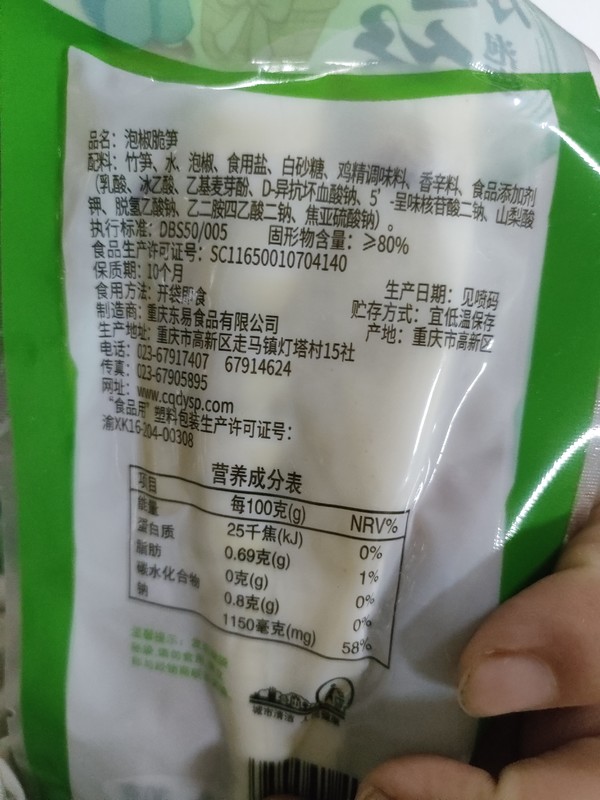 品名：泡椒脆笋
配料：竹笋、水、泡椒、食用盐、白砂糖、鸡精调味料、香辛料、食品添加剂
（乳酸、冰乙酸、乙基麦芽酚、D-异抗坏血酸钠、5'-呈味核苷酸二钠、山梨酸
钾、脱氢乙酸钠、乙二胺四乙酸二钠、焦亚硫酸钠）。
执行标准：DBS50/005 固形物含量：≥80%
食品生产许可证号：SC11650010704140
保质期：10个月 生产日期：见喷码
食用方法：开袋即食 贮存方式：宜低温保存
制造商：重庆东易食品有限公司 产地：重庆市高新区
生产地址：重庆市高新区走马镇灯塔村15社
电话：023-67917407 67914624
传真：023-67905895
网址：www.cqdysp.com
"食品用"塑料包装生产许可证号：
渝XK16-204-00308
营养成分表
项目 每100克(g) NRV%
能量 25千焦(kJ) 0%
蛋白质 0.69克(g) 1%
脂肪 0克(g) 0%
碳水化合物 0.8克(g) 0%
钠 1150毫克(mg) 58%
温馨提示：
诚市清洁